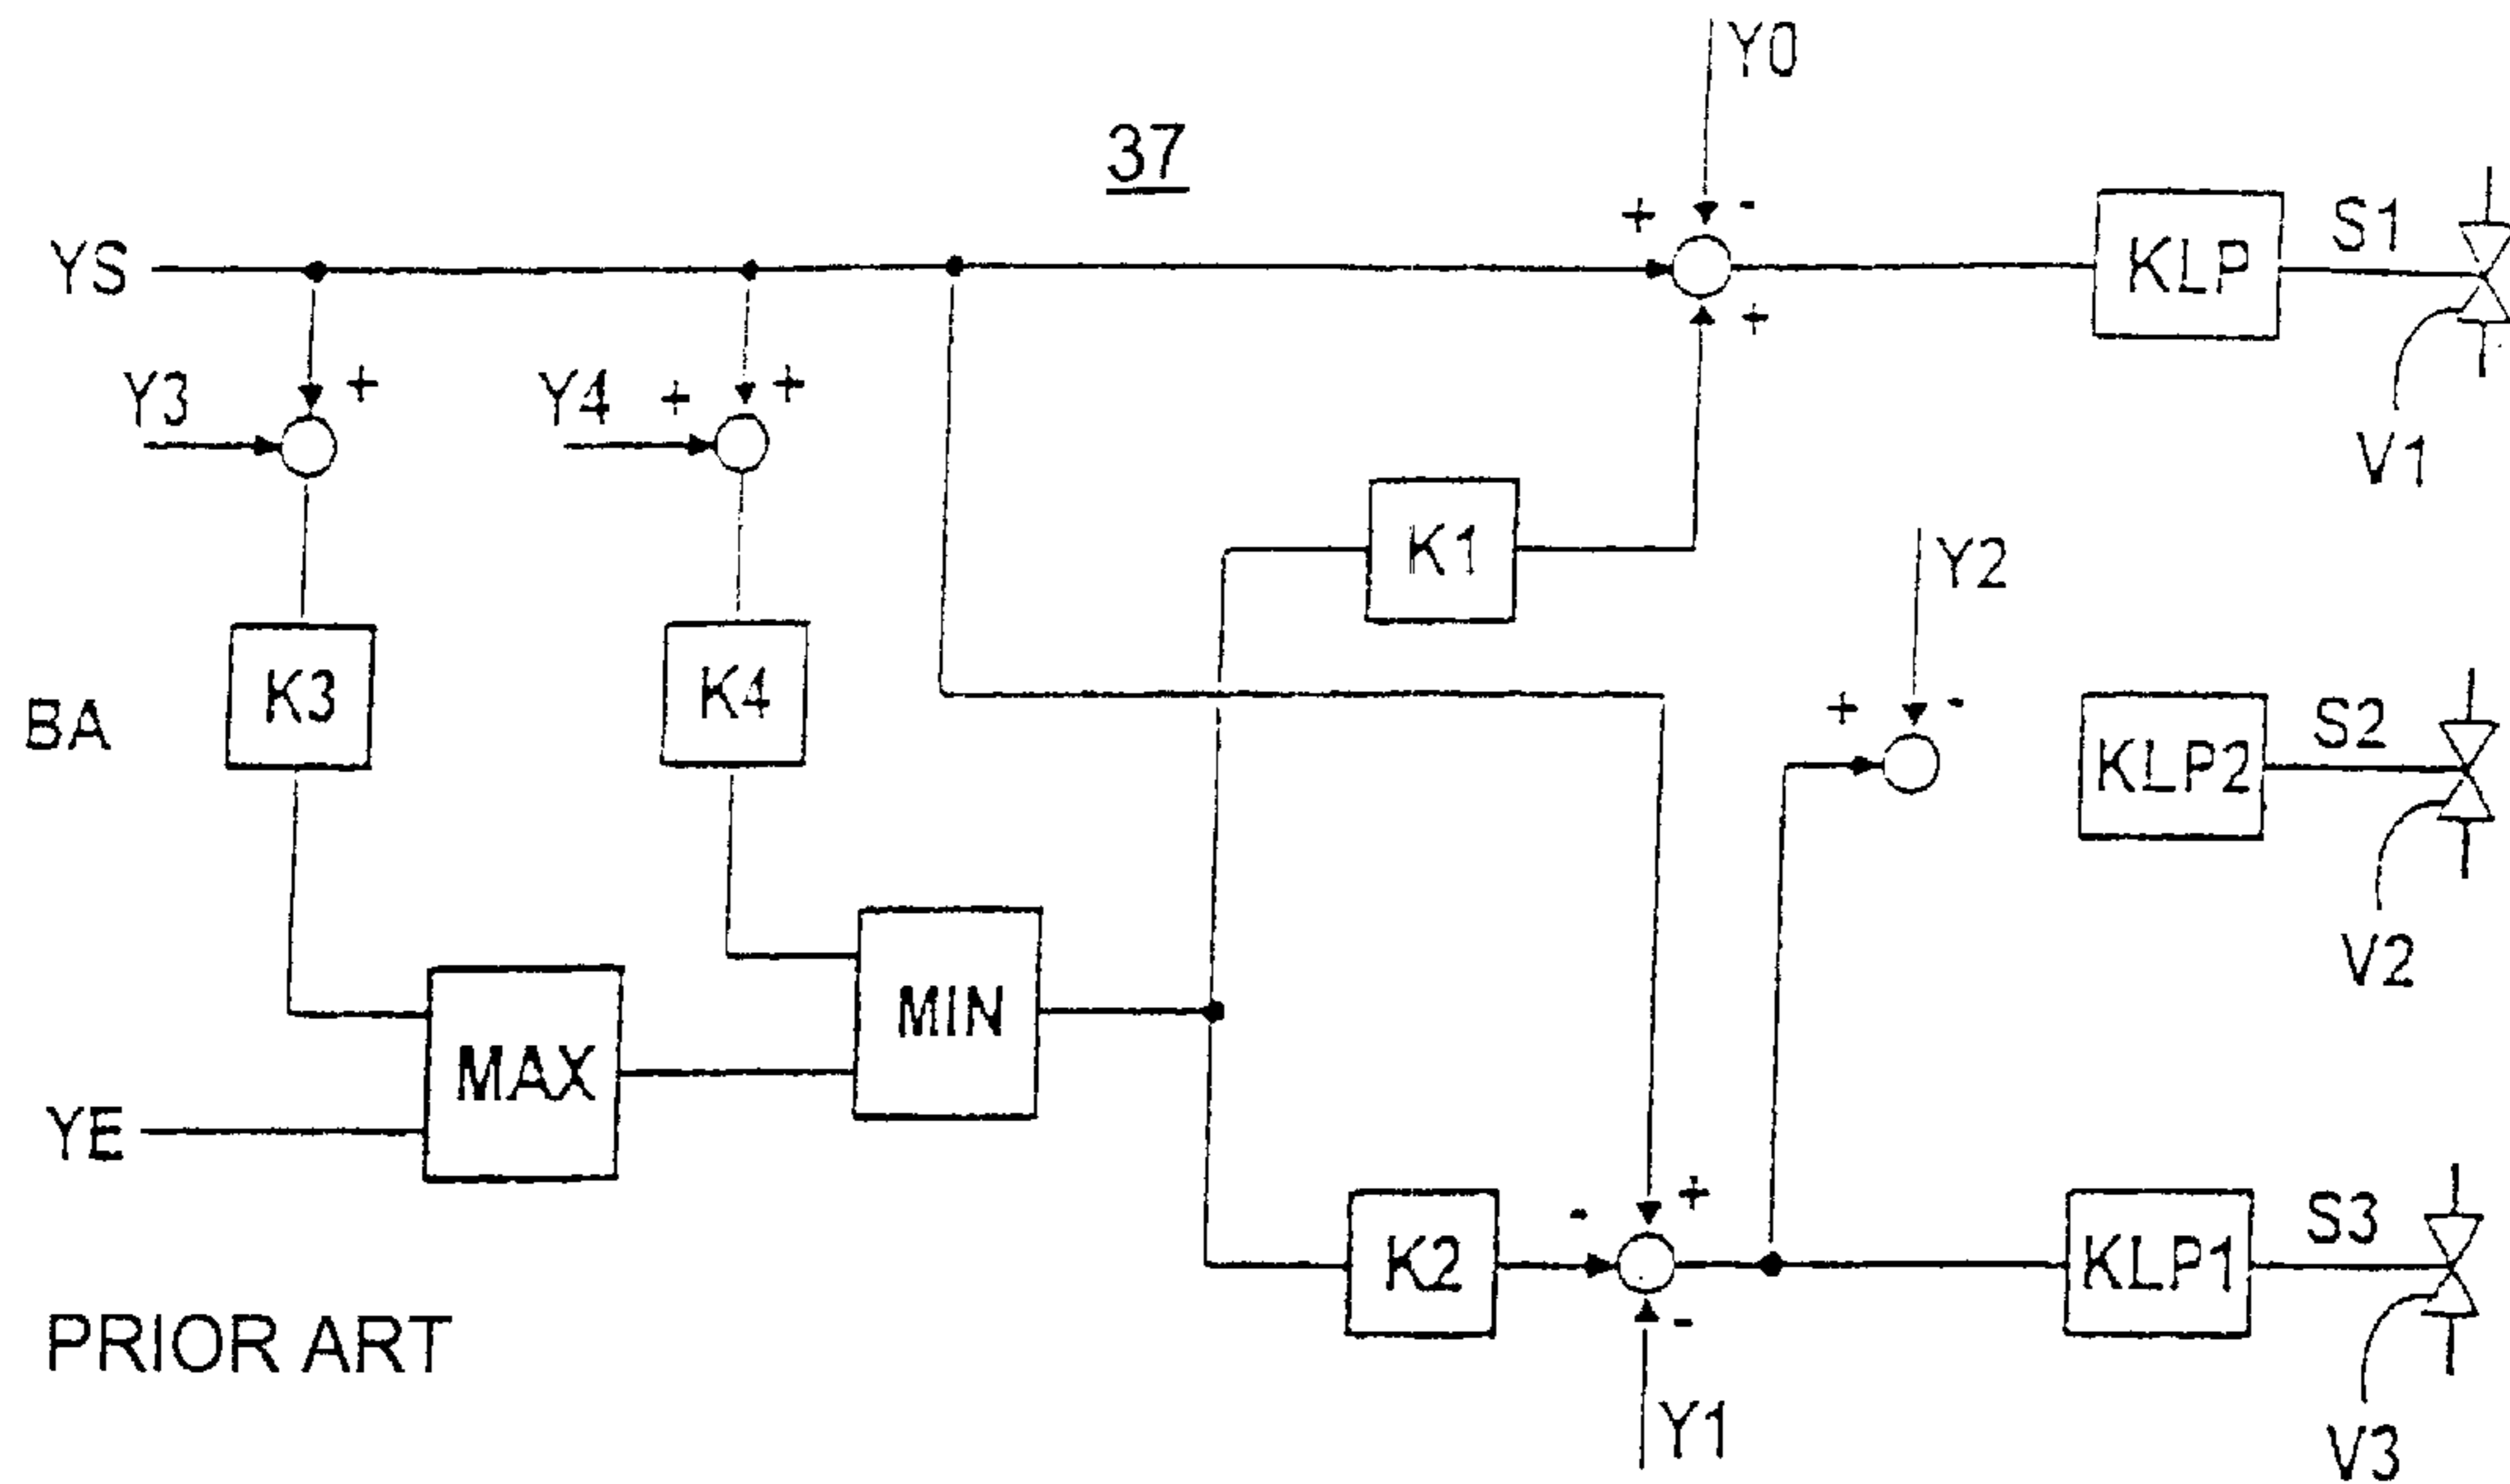 Y0
37
YS
+
-
KLP
S1
+
V1
Y3
+
Y4
+
+
K1
Y2
K3
K4
BA
+
-
KLP2
S2
V2
MIN
MAX
YE
K2
-
+
KLP1
S3
-
PRIOR ART
Y1
V3